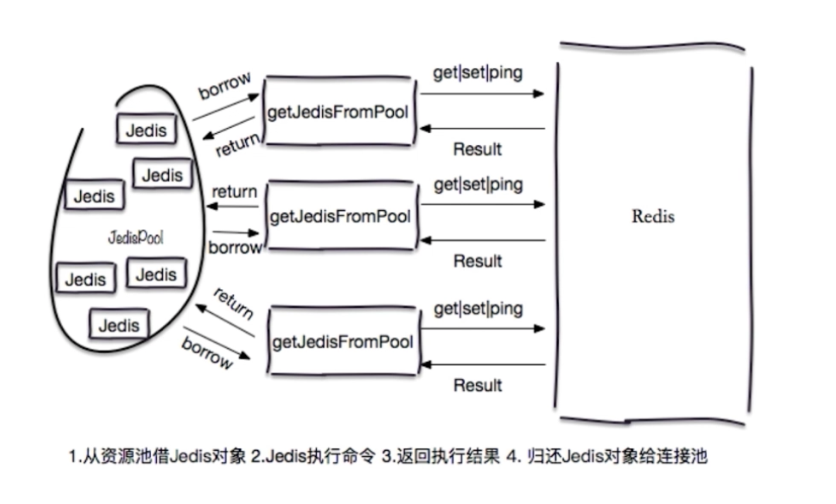 borrow
return
getJedisFromPool
get|set|ping
Result
Jedis
Jedis
Jedis
JedisPool
Jedis
Jedis
Jedis
return
borrow
getJedisFromPool
get|set|ping
Result
Redis
return
borrow
getJedisFromPool
get|set|ping
Result
1.从资源池借Jedis对象 2.Jedis执行命令 3.返回执行结果 4. 归还Jedis对象给连接池